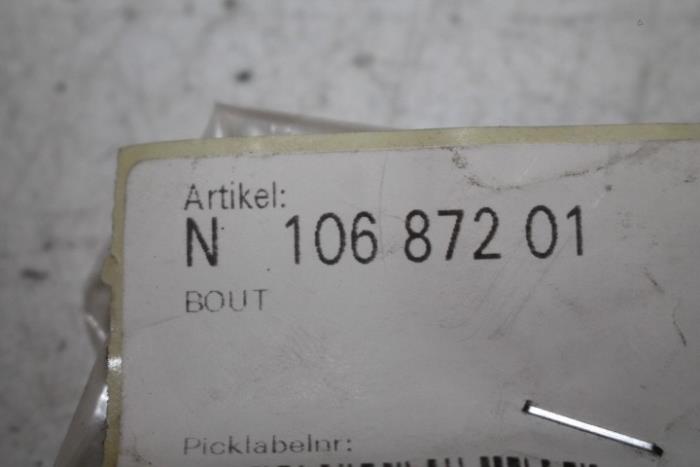 Artikel:
N 106 872 01
BOUT
Picklabelnr: